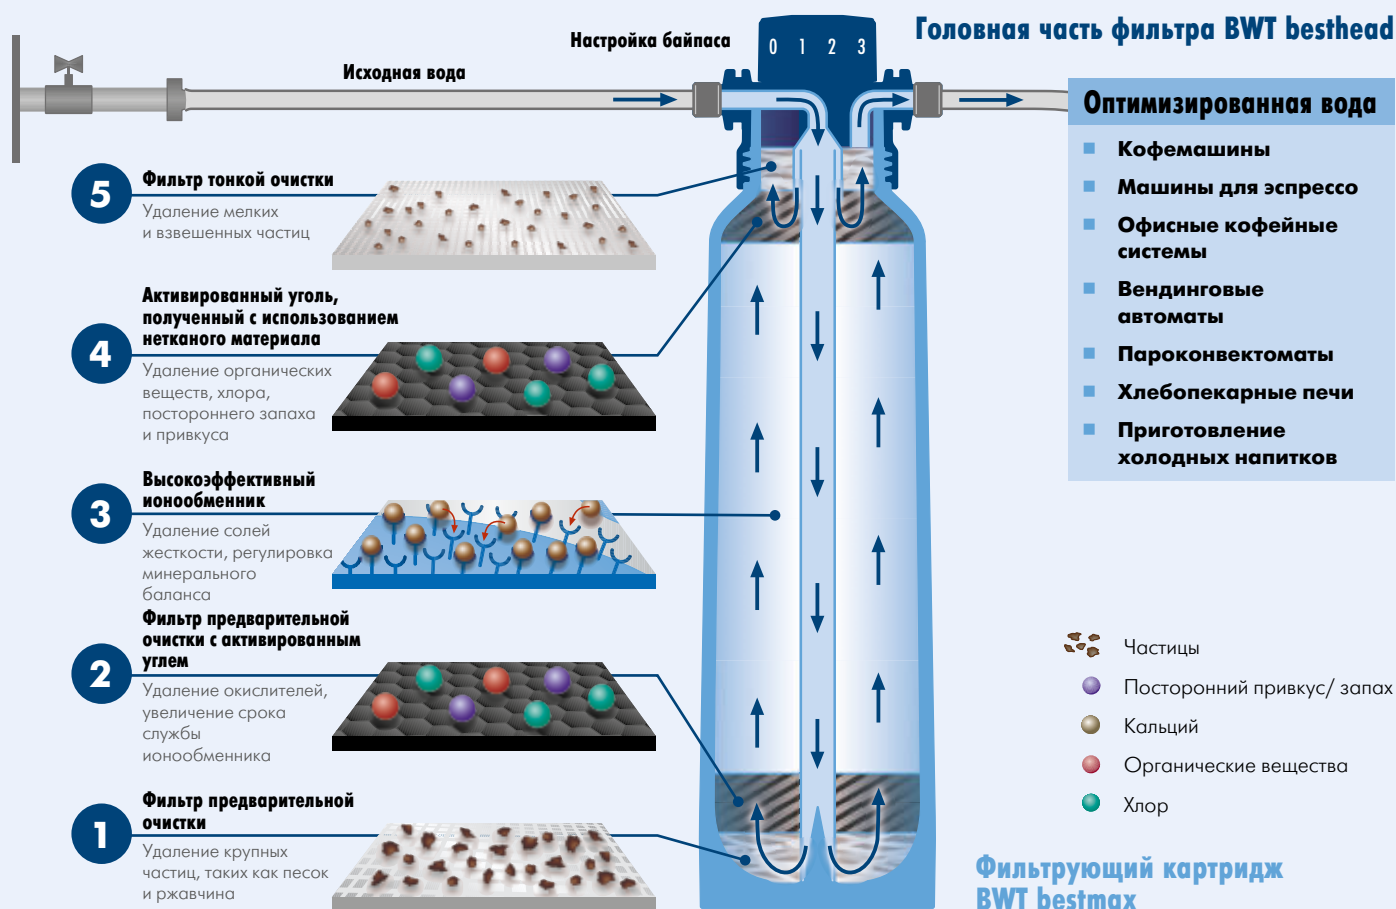 Головная часть фильтра BWT besthead
Настройка байпаса
0 1 2 3
Исходная вода
Оптимизированная вода
Кофемашины
Машины для эспрессо
Офисные кофейные
системы
Вендинговые
автоматы
Пароконвектоматы
Хлебопекарные печи
Приготовление
холодных напитков
5
Фильтр тонкой очистки
Удаление мелких
и взвешенных частиц
4
Активированный уголь,
полученный с использованием
нетканого материала
Удаление органических
веществ, хлора,
постороннего запаха
и привкуса
3
Высокоэффективный
ионообменник
Удаление солей
жесткости, регулировка
минерального
баланса
2
Фильтр предварительной
очистки с активированным
углем
Удаление окислителей,
увеличение срока
службы
ионообменника
1
Фильтр предварительной
очистки
Удаление крупных
частиц, таких как песок
и ржавчина
Частицы
Посторонний привкус/ запах
Кальций
Органические вещества
Хлор
Фильтрующий картридж
BWT bestmax